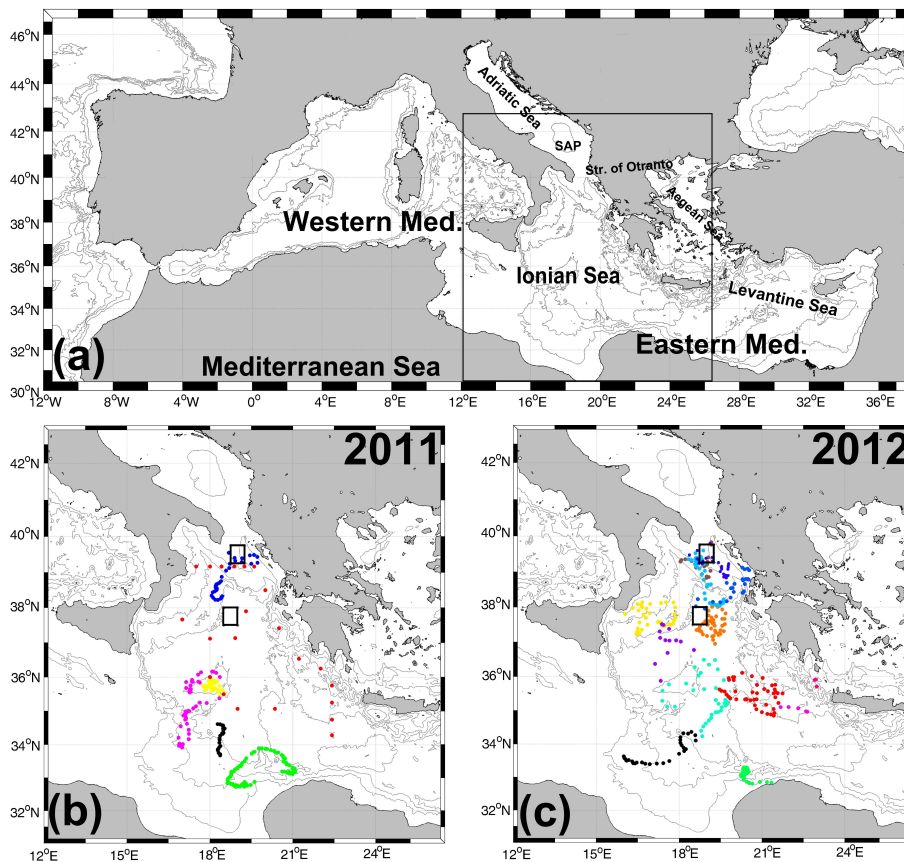 46°N
44°N
42°N
40°N
38°N
36°N
34°N
32°N
30°N
12°W
8°W
4°W
0°
4°E
8°E
12°E
16°E
20°E
24°E
28°E
32°E
36°E
Adriatic Sea
SAP
Str. of Otranto
Aegean Sea
Western Med.
Ionian Sea
Levantine Sea
Eastern Med.
Mediterranean Sea
(a)
2011
42°N
40°N
38°N
36°N
34°N
32°N
(b)
12°E
15°E
18°E
21°E
24°E
2012
42°N
40°N
38°N
36°N
34°N
32°N
(c)
12°E
15°E
18°E
21°E
24°E